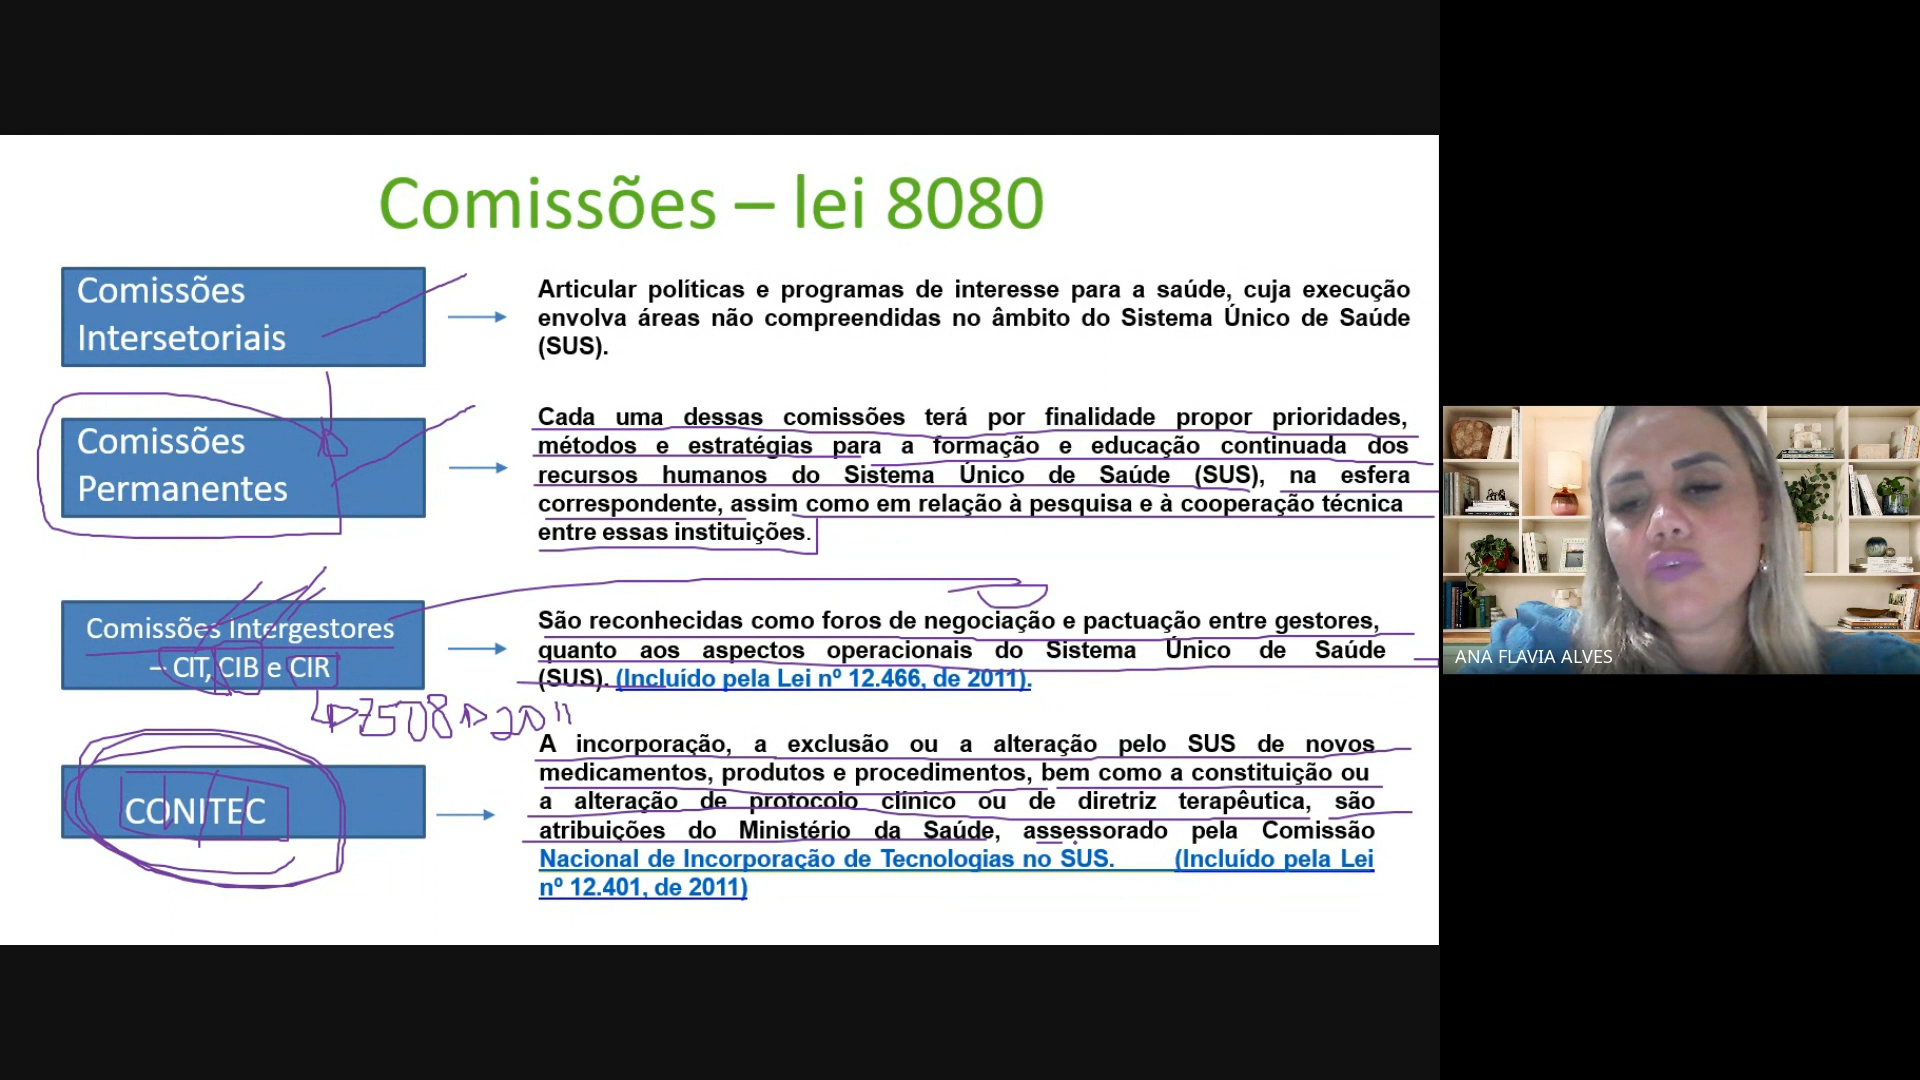 Comissões – lei 8080
Comissões
Intersetoriais
Articular políticas e programas de interesse para a saúde, cuja execução
envolva áreas não compreendidas no âmbito do Sistema Único de Saúde
(SUS).
Comissões
Permanentes
Cada uma dessas comissões terá por finalidade propor prioridades,
métodos e estratégias para a formação e educação continuada dos
recursos humanos do Sistema Único de Saúde (SUS), na esfera
correspondente, assim como em relação à pesquisa e à cooperação técnica
entre essas instituições.
Comissões Intergestores
– CIT, CIB e CIR
São reconhecidas como foros de negociação e pactuação entre gestores,
quanto aos aspectos operacionais do Sistema Único de Saúde
(SUS). (Incluído pela Lei nº 12.466, de 2011).
7508 2011
CONITEC
A incorporação, a exclusão ou a alteração pelo SUS de novos
medicamentos, produtos e procedimentos, bem como a constituição ou
a alteração de protocolo clínico ou de diretriz terapêutica, são
atribuições do Ministério da Saúde, assessorado pela Comissão
Nacional de Incorporação de Tecnologias no SUS. (Incluído pela Lei
nº 12.401, de 2011)
ANA FLAVIA ALVES